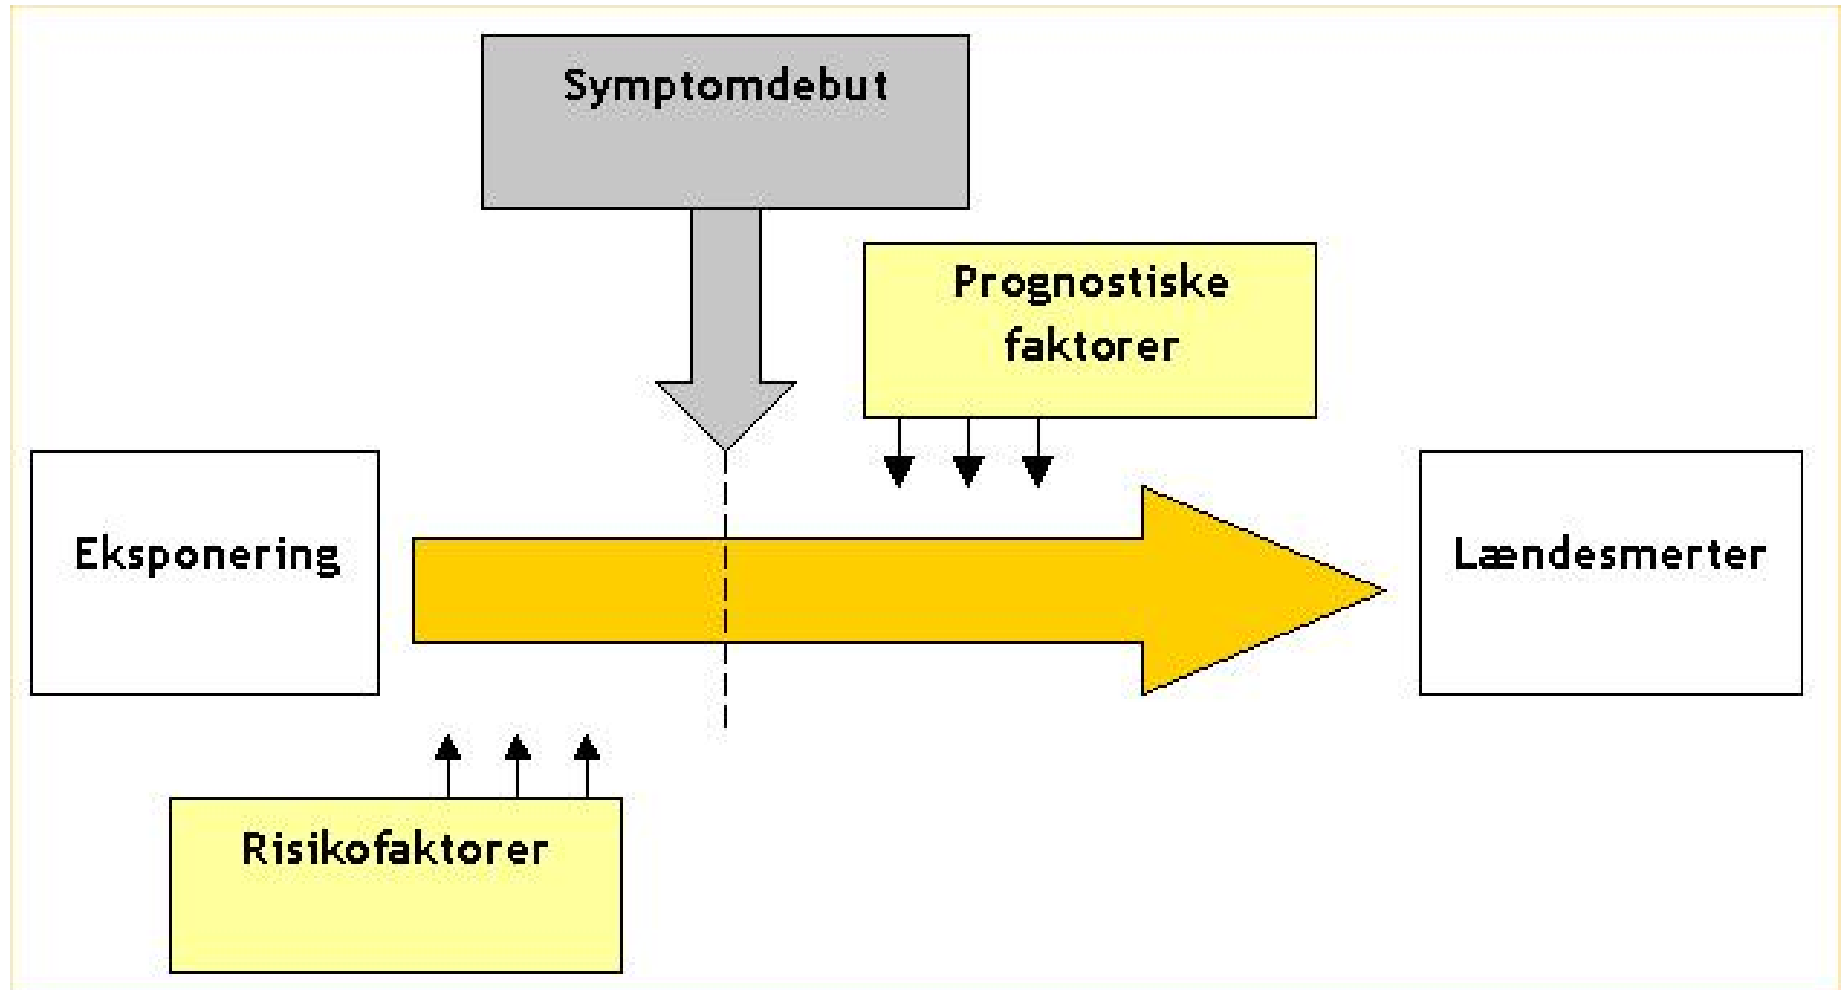 Symptomdebut
Prognostiske
faktorer
Eksponering
Lændesmerter
Risikofaktorer